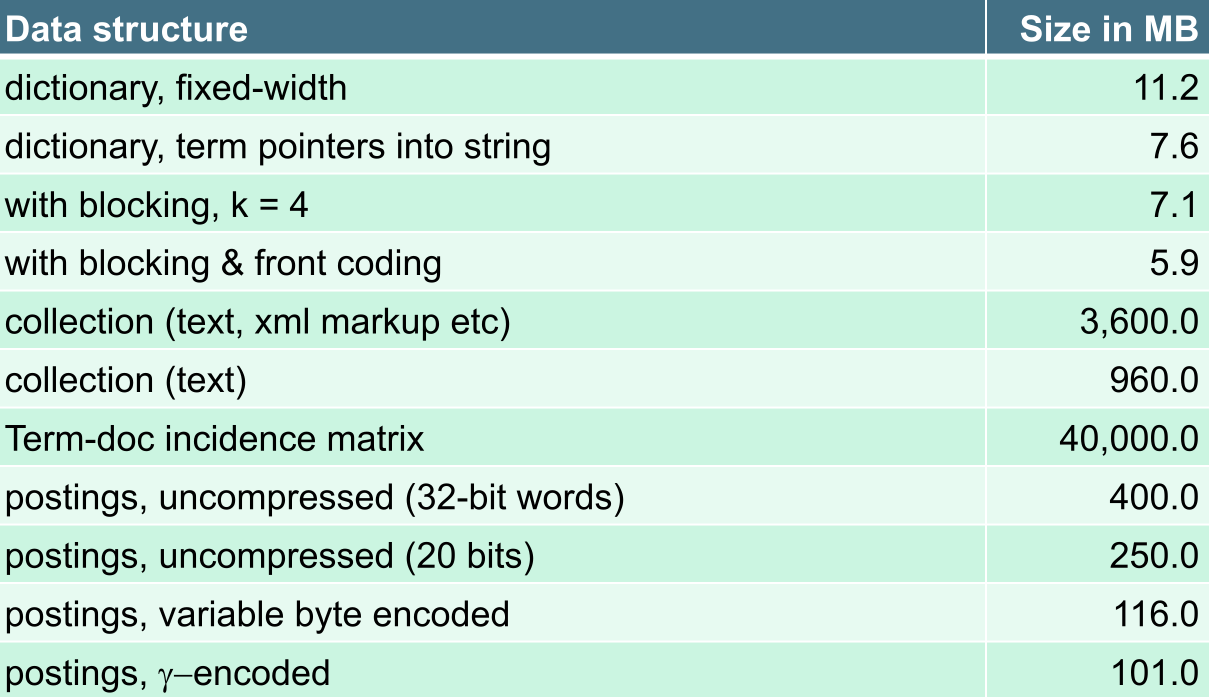 Data structure Size in MB
dictionary, fixed-width 11.2
dictionary, term pointers into string 7.6
with blocking, k = 4 7.1
with blocking & front coding 5.9
collection (text, xml markup etc) 3,600.0
collection (text) 960.0
Term-doc incidence matrix 40,000.0
postings, uncompressed (32-bit words) 400.0
postings, uncompressed (20 bits) 250.0
postings, variable byte encoded 116.0
postings, γ–encoded 101.0